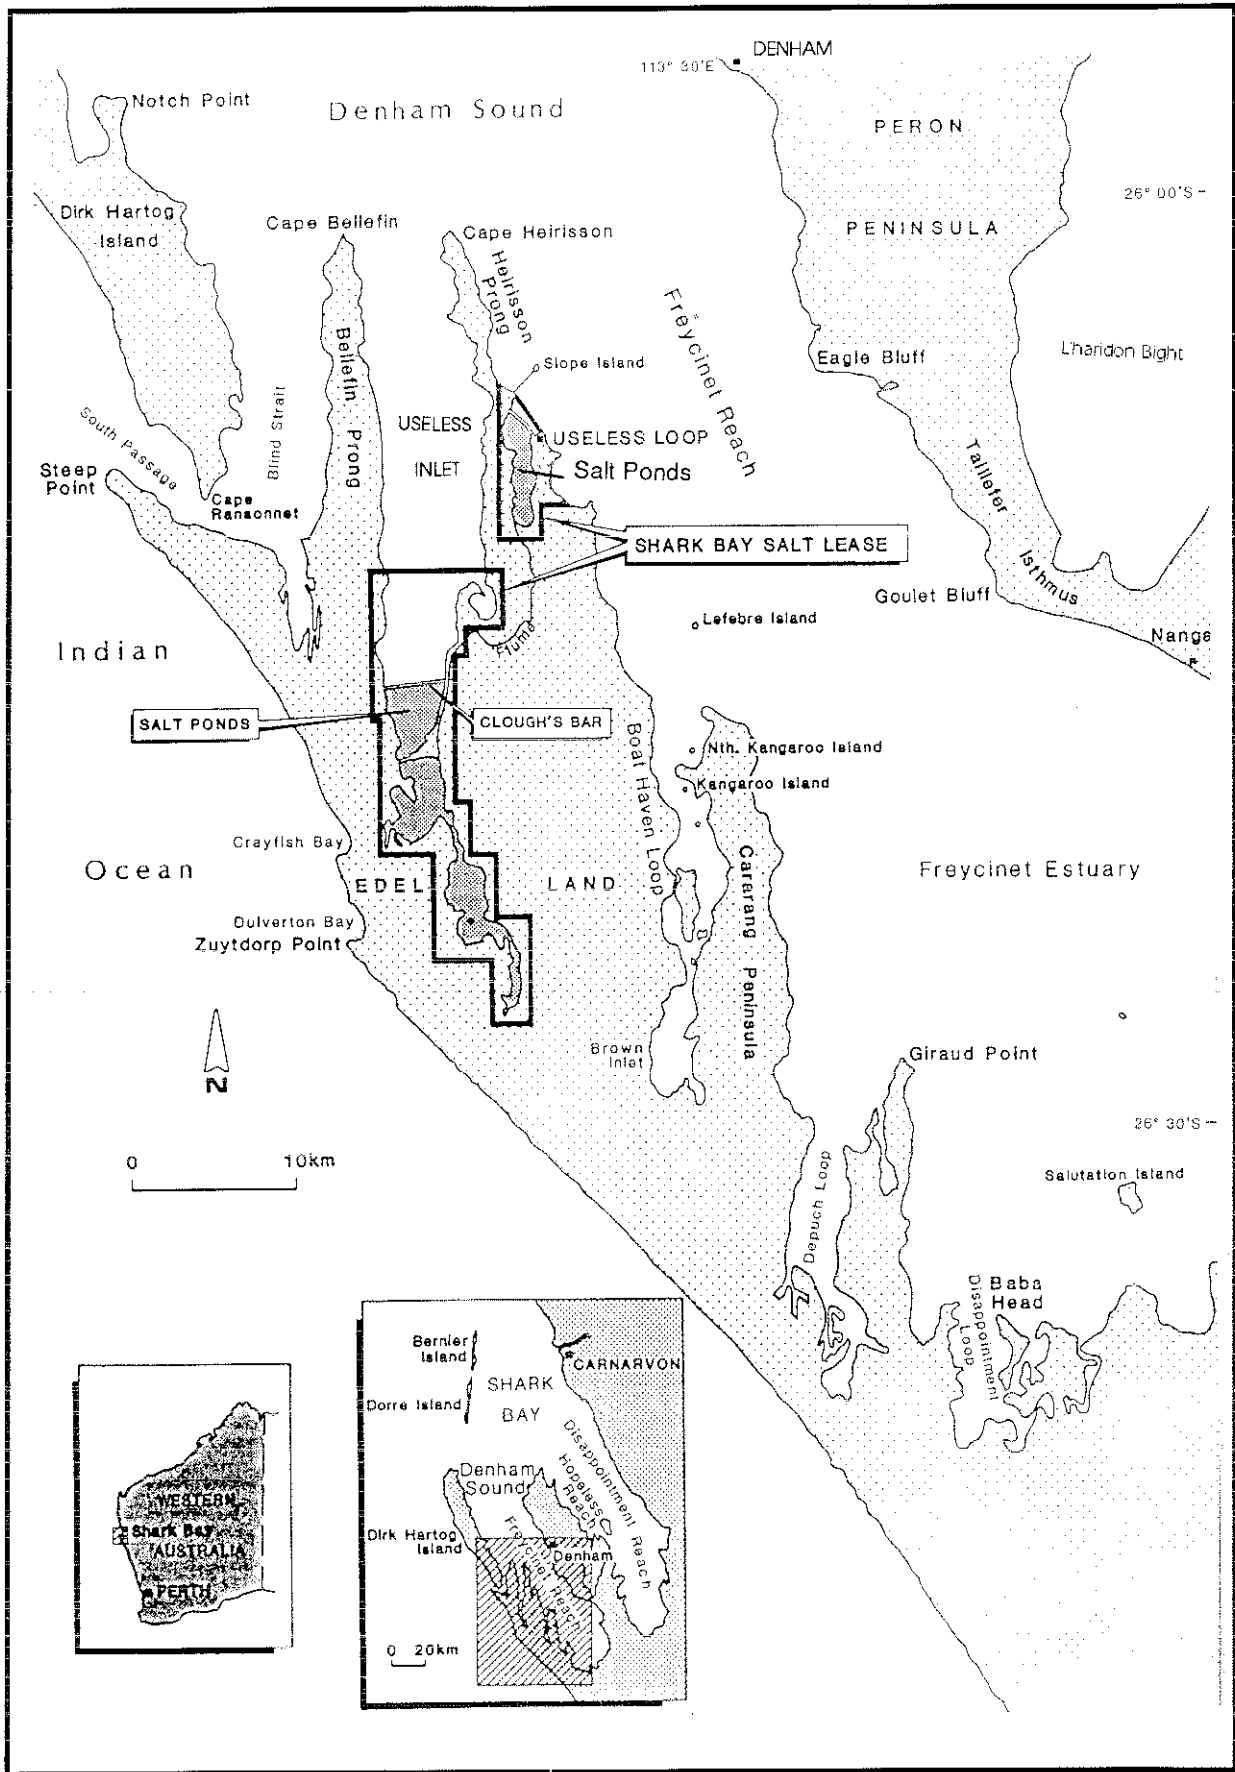 DENHAM
113° 30'E
Notch Point
Denham Sound
PERON
26° 00'S
Dirk Hartog
Island
Cape Bellefin
Cape Heirisson
PENINSULA
Heirisson
Prong
Freycinet Reach
Bellefin Prong
Slope Island
Eagle Bluff
L'haridon Bight
South Passage
Blind Strait
USELESS
INLET
USELESS LOOP
Salt Ponds
Steep
Point
Cape
Ransonnet
Taillefer
Isthmus
SHARK BAY SALT LEASE
Goulet Bluff
Lefebre Island
Flume
Nanga
Indian
SALT PONDS
CLOUGH'S BAR
Boat Haven Loop
Nth. Kangaroo Island
Kangaroo Island
Crayfish Bay
Ocean
EDEL LAND
Cararang Peninsula
Freycinet Estuary
Dulverton Bay
Zuytdorp Point
N
Brown
Inlet
Giraud Point
26° 30'S
0 10km
Depuch Loop
Salutation Island
Disappointment
Loop
Baba
Head
Bernier
Island
CARNARVON
Dorre Island
SHARK
BAY
Disappointment Reach
Hopeless
Reach
Denham
Sound
Freycinet Reach
Dirk Hartog
Island
Denham
0 20km
WESTERN
Shark Bay
AUSTRALIA
PERTH